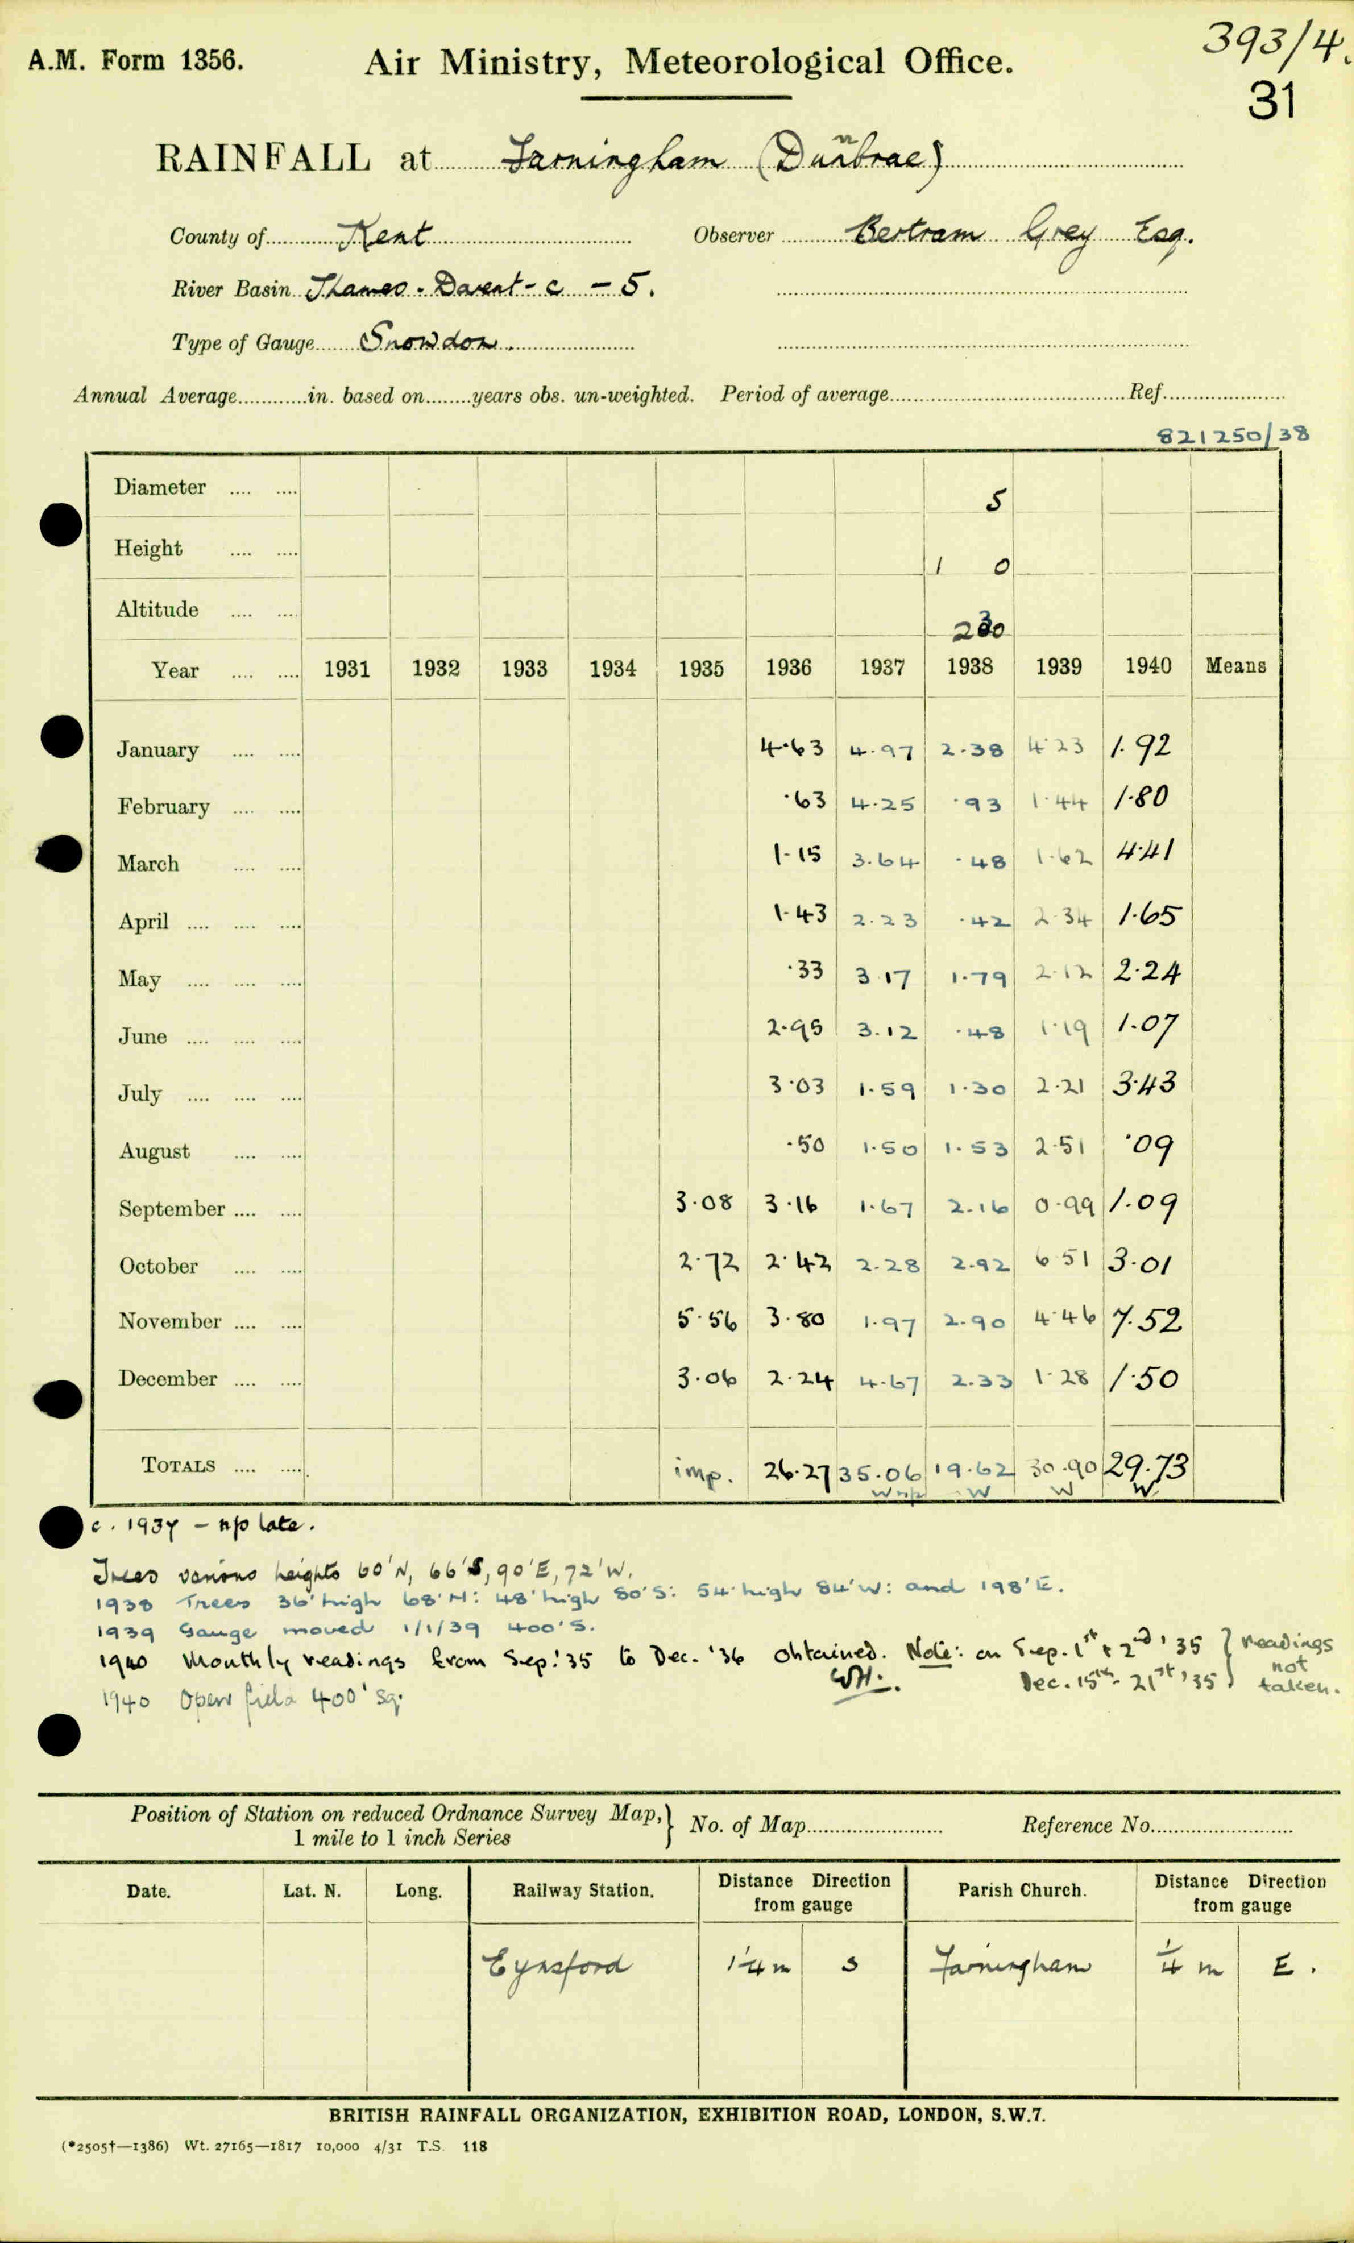 393/4.
A.M. Form 1356. Air Ministry, Meteorological Office.
31
RAINFALL at Farningham (Dunnbrae)
County of Kent Observer Bertram Grey Esq.
River Basin Thames - Darent - c - 5.
Type of Gauge Snowdon.
Annual Average in. based on years obs. un-weighted. Period of average Ref.
821250/38
Diameter 5
Height 1 0
Altitude 230
Year 1931 1932 1933 1934 1935 1936 1937 1938 1939 1940 Means
January 4.63 4.97 2.38 4.23 1.92
February .63 4.25 .93 1.44 1.80
March 1.15 3.64 .48 1.62 4.41
April 1.43 2.23 .42 2.34 1.65
May .33 3.17 1.79 2.12 2.24
June 2.95 3.12 .48 1.19 1.07
July 3.03 1.59 1.30 2.21 3.43
August .50 1.50 1.53 2.51 .09
September 3.08 3.16 1.67 2.16 0.99 1.09
October 2.72 2.42 2.28 2.92 6.51 3.01
November 5.56 3.80 1.97 2.90 4.46 7.52
December 3.06 2.24 4.67 2.33 1.28 1.50
TOTALS imp. 26.27 35.06 19.62 30.90 29.73
W np W W W
c. 1937 - n/p late.
Trees various heights 60'N, 66'S, 90'E, 72'W.
1938 Trees 36' high 68'N: 48' high 80'S: 54' high 84'W: and 198'E.
1939 Gauge moved 1/1/39 400'S.
1940 Monthly readings from Sep. '35 to Dec. '36 obtained. Note: on Sep. 1st & 2nd '35 } readings
WH. Dec. 15th - 21st '35 } not taken.
1940 Open field 400' sq.
Position of Station on reduced Ordnance Survey Map, } No. of Map Reference No.
1 mile to 1 inch Series
Date. Lat. N. Long. Railway Station. Distance Direction from gauge Parish Church. Distance Direction from gauge
Eynsford 1 1/4 m S Farningham 1/4 m E.
BRITISH RAINFALL ORGANIZATION, EXHIBITION ROAD, LONDON, S.W.7.
(*2505†—1386) Wt. 27165—1817 10,000 4/31 T.S. 118